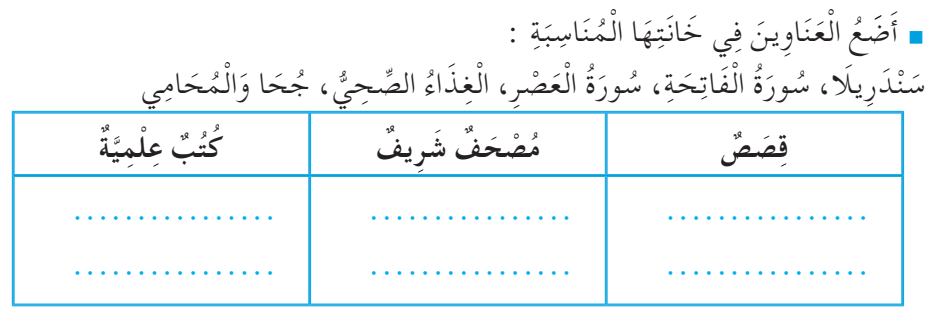 ▪ أَضَعُ الْعَنَاوِينَ فِي خَانَتِهَا الْمُنَاسِبَةِ :
سَنْدَرِيلَا، سُورَةُ الْفَاتِحَةِ، سُورَةُ الْعَصْرِ، الْغِذَاءُ الصِّحِيُّ، جُحَا وَالْمُحَامِي
قِصَصٌ مُصْحَفٌ شَرِيفٌ كُتُبٌ عِلْمِيَّةٌ
................ ................ ................
................ ................ ................